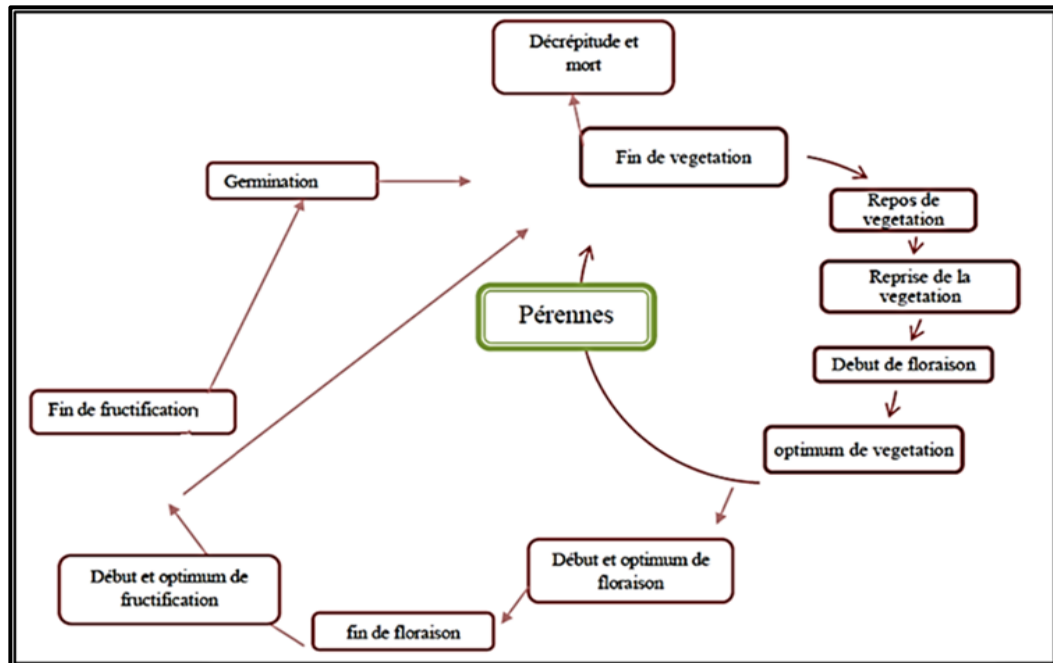 Décrépitude et
mort
Fin de vegetation
Germination
Repos de
vegetation
Reprise de la
vegetation
Pérennes
Debut de floraison
Fin de fructification
optimum de vegetation
Début et optimum de
floraison
Début et optimum de
fructification
fin de floraison